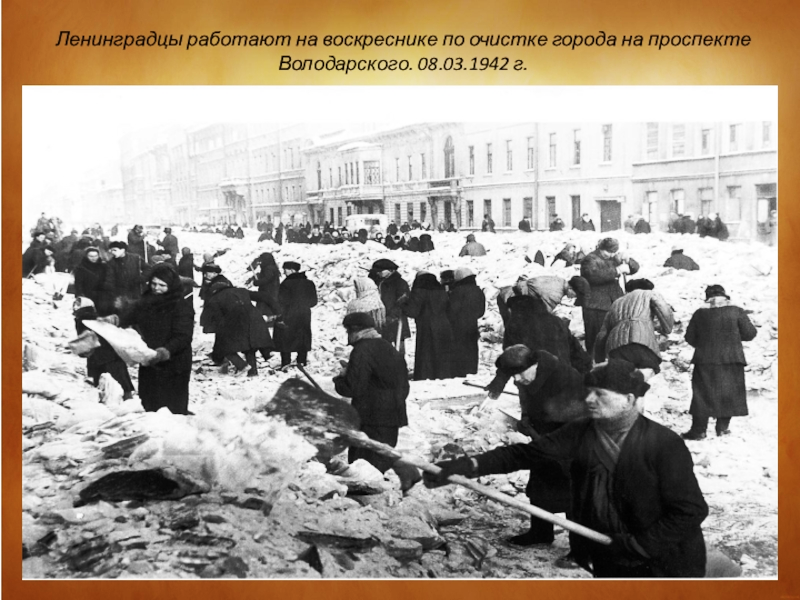 Ленинградцы работают на воскреснике по очистке города на проспекте
Володарского. 08.03.1942 г.